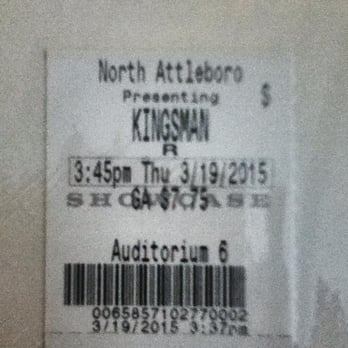 North Attleboro
Presenting $
KINGSMAN
R
3:45pm Thu 3/19/2015
SHOWCASE
GA $7.75
Auditorium 6
0065857102770002
3/19/2015 3:37pm